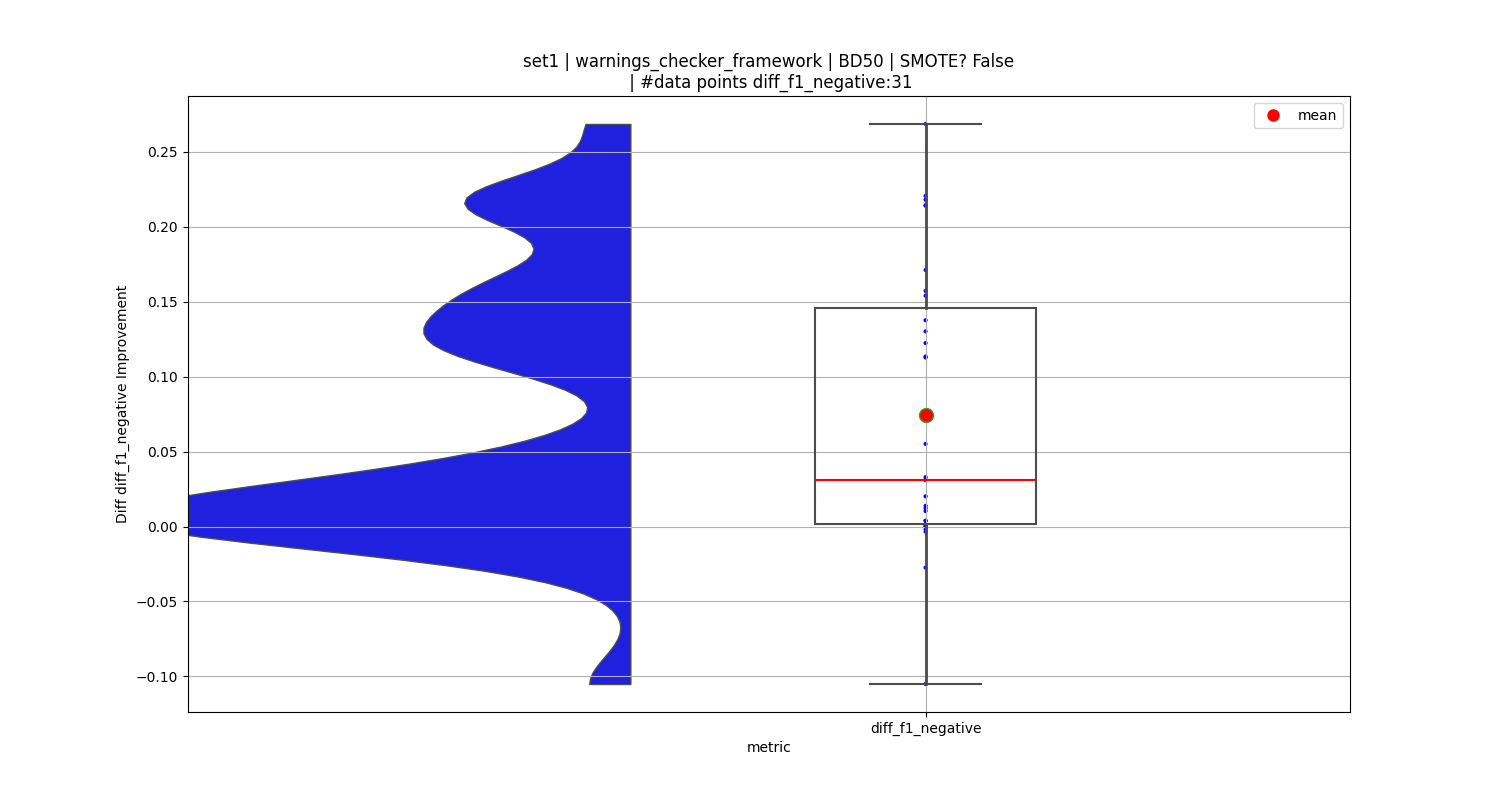 set1 | warnings_checker_framework | BD50 | SMOTE? False
| #data points diff_f1_negative:31
mean
0.25
0.20
0.15
0.10
0.05
0.00
−0.05
−0.10
Diff diff_f1_negative Improvement
diff_f1_negative
metric